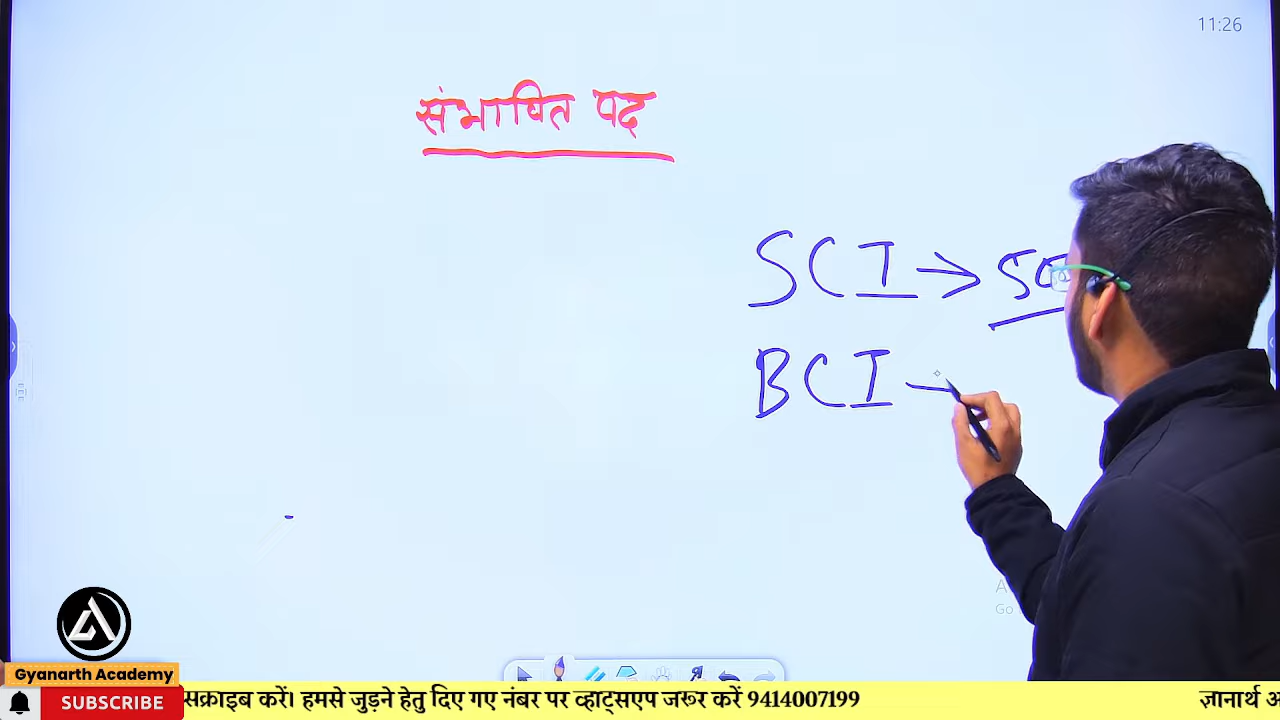 11:26
संभावित पद
SCI → 50
BCI →
Gyanarth Academy
SUBSCRIBE
सक्राइब करें। हमसे जुड़ने हेतु दिए गए नंबर पर व्हाट्सएप जरूर करें 9414007199
ज्ञानार्थ